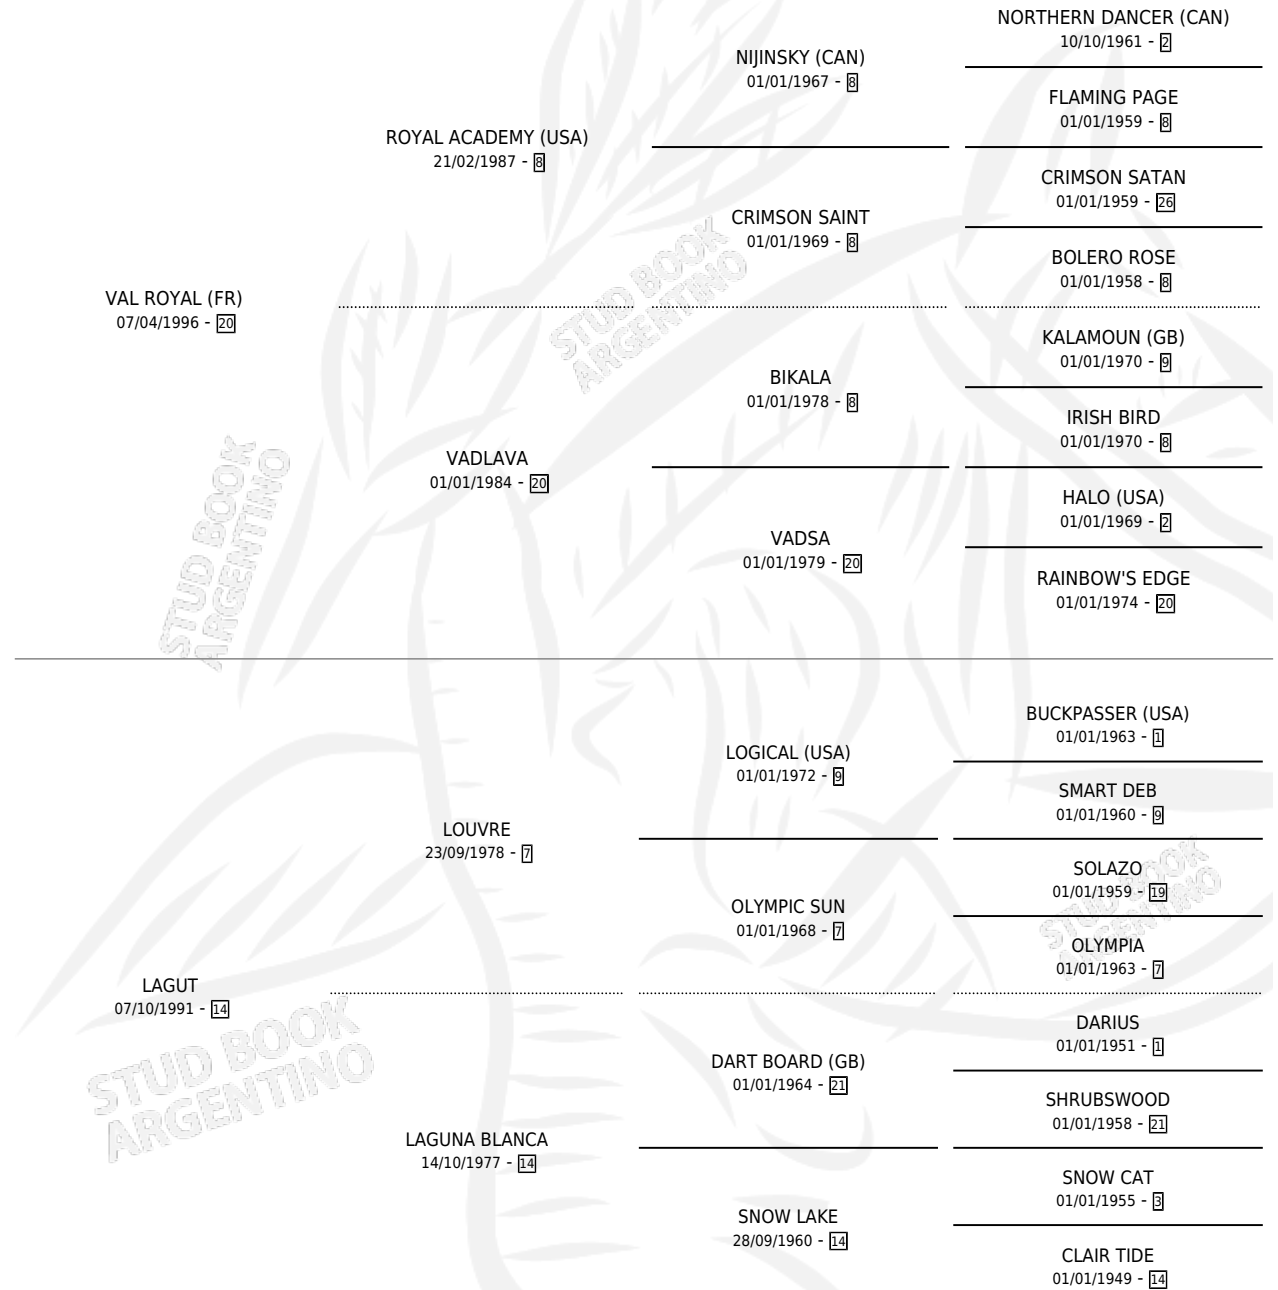 NORTHERN DANCER (CAN)
10/10/1961 - 2
NIJINSKY (CAN)
01/01/1967 - 8
FLAMING PAGE
01/01/1959 - 8
ROYAL ACADEMY (USA)
21/02/1987 - 8
CRIMSON SATAN
01/01/1959 - 26
CRIMSON SAINT
01/01/1969 - 8
BOLERO ROSE
01/01/1958 - 8
VAL ROYAL (FR)
07/04/1996 - 20
STUD BOOK
ARGENTINO
KALAMOUN (GB)
01/01/1970 - 9
BIKALA
01/01/1978 - 8
IRISH BIRD
01/01/1970 - 8
VADLAVA
01/01/1984 - 20
STUD BOOK
ARGENTINO
HALO (USA)
01/01/1969 - 2
VADSA
01/01/1979 - 20
RAINBOW'S EDGE
01/01/1974 - 20
BUCKPASSER (USA)
01/01/1963 - 1
LOGICAL (USA)
01/01/1972 - 9
SMART DEB
01/01/1960 - 9
LOUVRE
23/09/1978 - 7
SOLAZO
01/01/1959 - 19
STUD BOOK
ARGENTINO
OLYMPIC SUN
01/01/1968 - 7
OLYMPIA
01/01/1963 - 7
LAGUT
07/10/1991 - 14
STUD BOOK
ARGENTINO
DARIUS
01/01/1951 - 1
DART BOARD (GB)
01/01/1964 - 21
SHRUBSWOOD
01/01/1958 - 21
LAGUNA BLANCA
14/10/1977 - 14
SNOW CAT
01/01/1955 - 3
SNOW LAKE
28/09/1960 - 14
CLAIR TIDE
01/01/1949 - 14